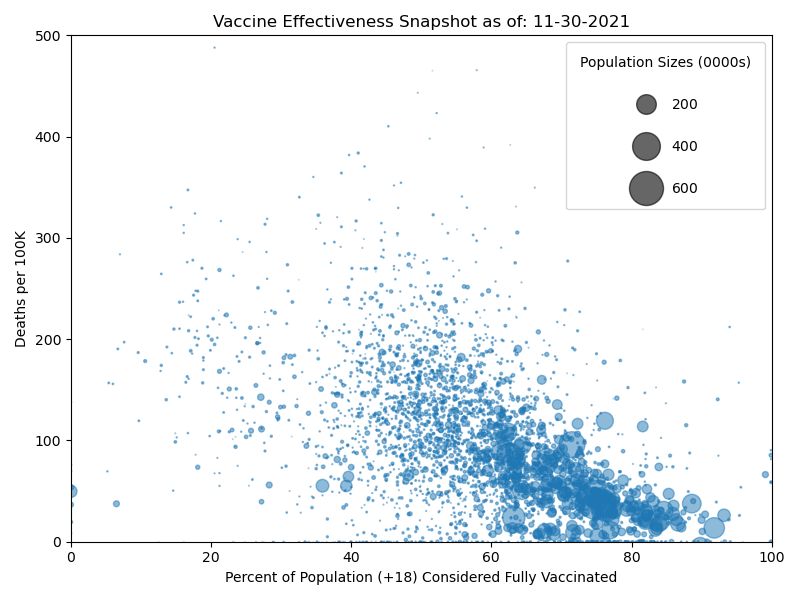 Vaccine Effectiveness Snapshot as of: 11-30-2021
Population Sizes (0000s)
200
400
600
Deaths per 100K
500
400
300
200
100
0
0 20 40 60 80 100
Percent of Population (+18) Considered Fully Vaccinated